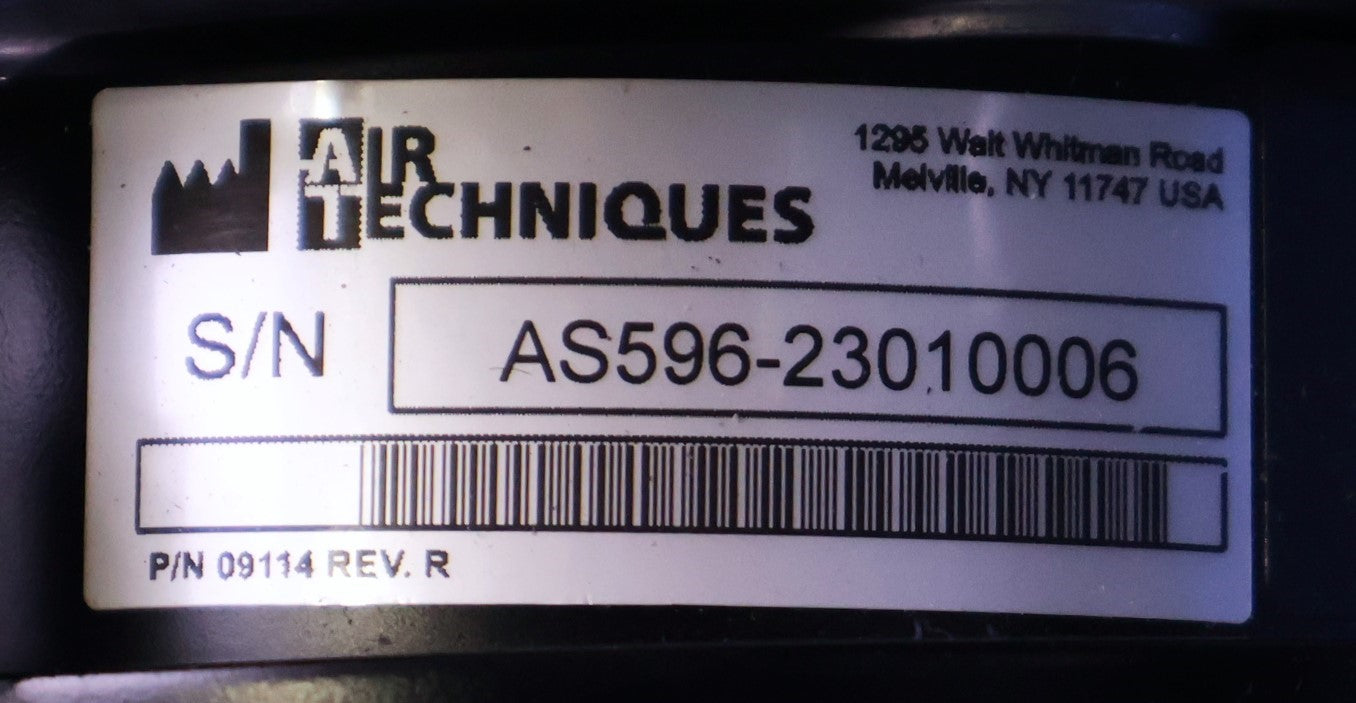 AIR
TECHNIQUES
1295 Walt Whitman Road
Melville, NY 11747 USA
S/N
AS596-23010006
P/N 09114 REV. R